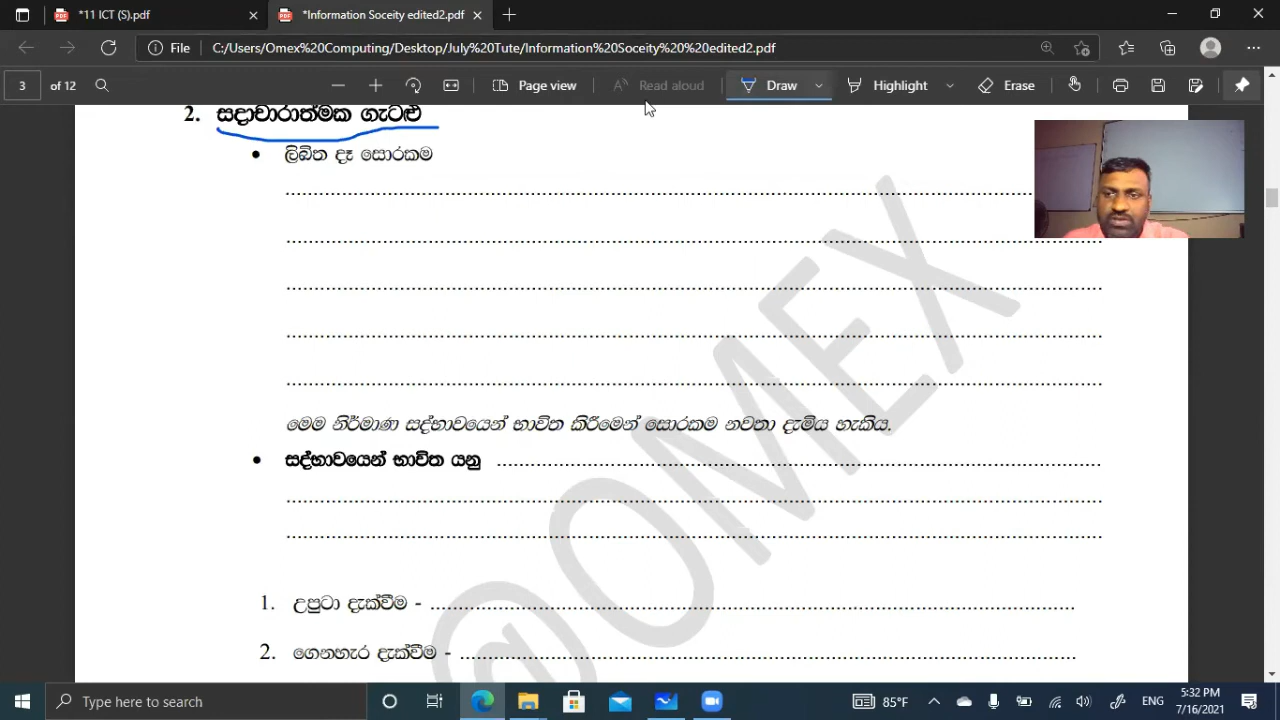 *11 ICT (S).pdf
*Information Soceity edited2.pdf
File C:/Users/Omex%20Computing/Desktop/July%20Tute/Information%20Soceity%20%20edited2.pdf
3 of 12 Page view Read aloud Draw Highlight Erase
2. සදාචාරාත්මක ගැටළු
• ලිඛිත දෑ සොරකම
මෙම නිර්මාණ සද්භාවයෙන් භාවිත කිරීමෙන් සොරකම නවතා දැමිය හැකිය.
• සද්භාවයෙන් භාවිත යනු
1. උපුටා දැක්වීම -
2. ගෙනහැර දැක්වීම -
@OMEX
Type here to search
85°F ENG 5:32 PM
7/16/2021